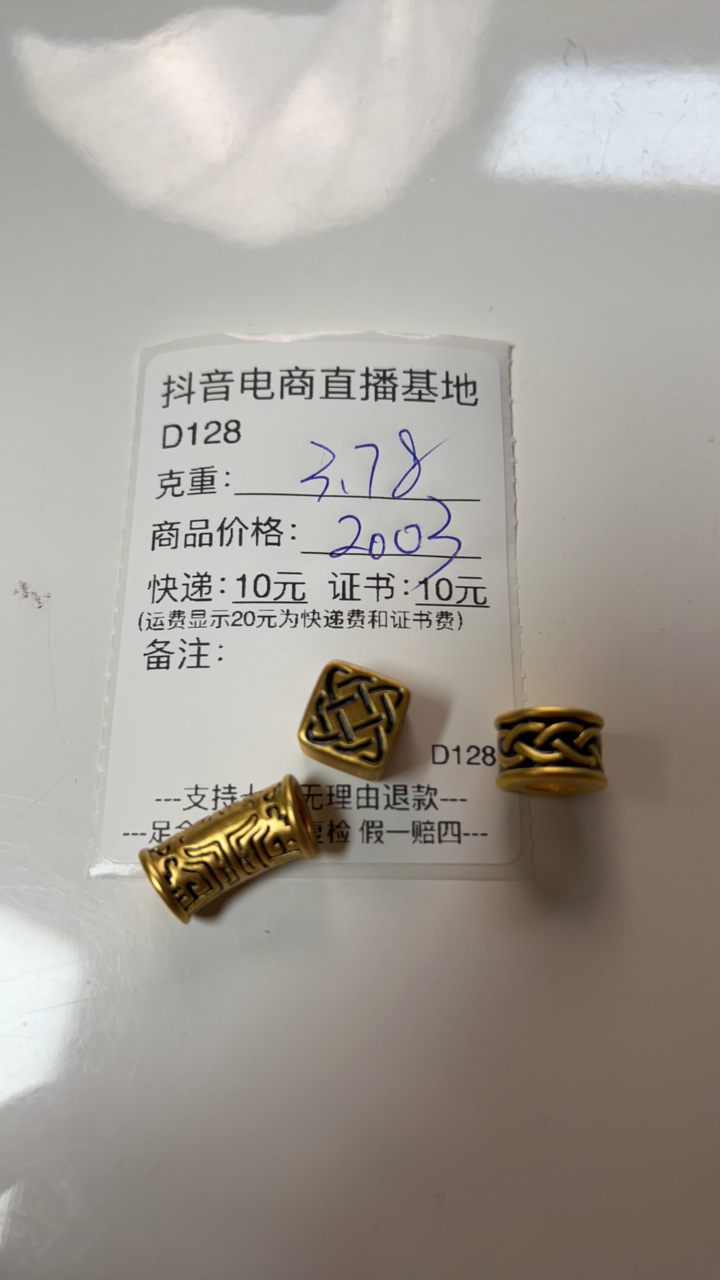 抖音电商直播基地
D128
克重：3.78
商品价格：2003
快递：10元 证书：10元
(运费显示20元为快递费和证书费)
备注：
D128
---支持 无理由退款---
---足 检 假一赔四---